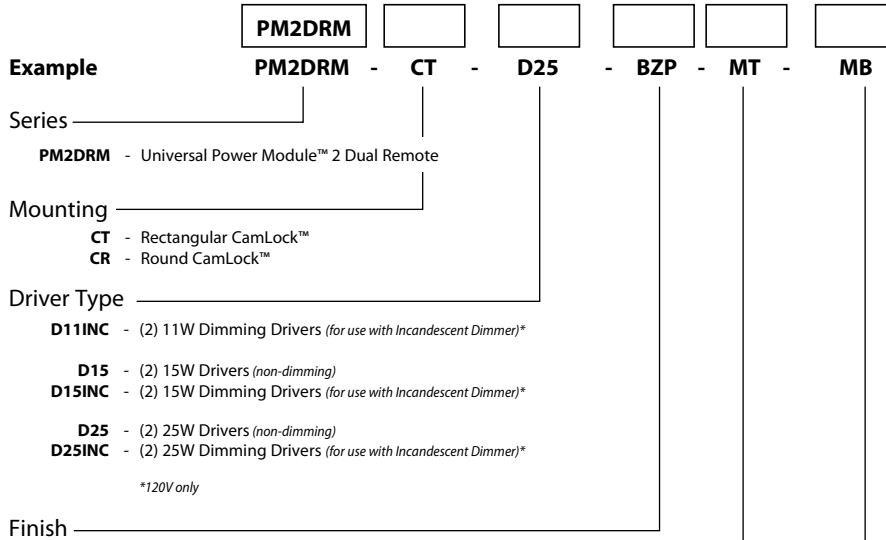 PM2DRM
Example PM2DRM - CT - D25 - BZP - MT - MB
Series
PM2DRM - Universal Power Module™ 2 Dual Remote
Mounting
CT - Rectangular CamLock™
CR - Round CamLock™
Driver Type
D11INC - (2) 11W Dimming Drivers (for use with Incandescent Dimmer)*
D15 - (2) 15W Drivers (non-dimming)
D15INC - (2) 15W Dimming Drivers (for use with Incandescent Dimmer)*
D25 - (2) 25W Drivers (non-dimming)
D25INC - (2) 25W Dimming Drivers (for use with Incandescent Dimmer)*
*120V only
Finish